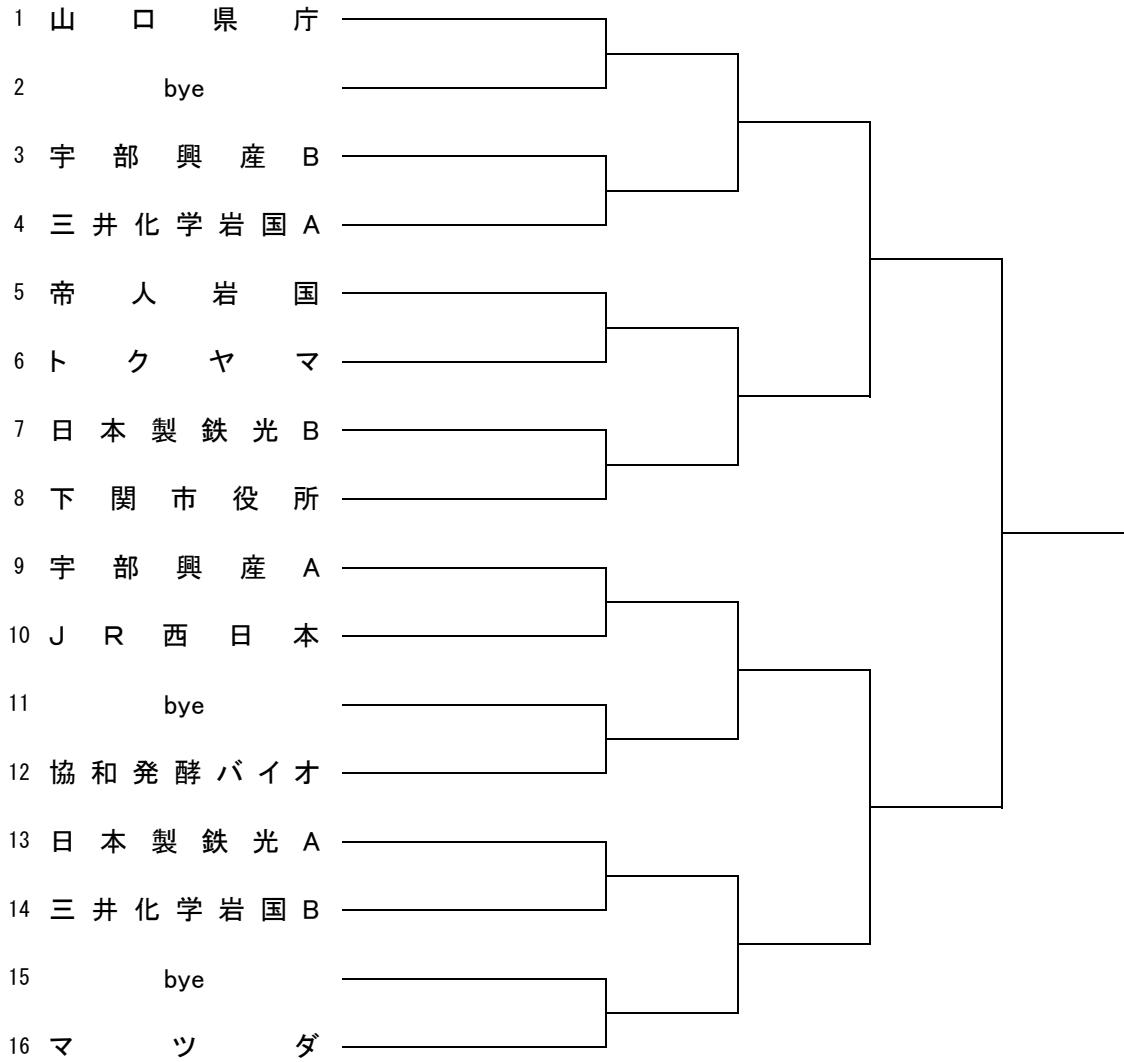 1 山口県庁
2 bye
3 宇部興産B
4 三井化学岩国A
5 帝人岩国
6 トクヤマ
7 日本製鉄光B
8 下関市役所
9 宇部興産A
10 JR西日本
11 bye
12 協和発酵バイオ
13 日本製鉄光A
14 三井化学岩国B
15 bye
16 マツダ